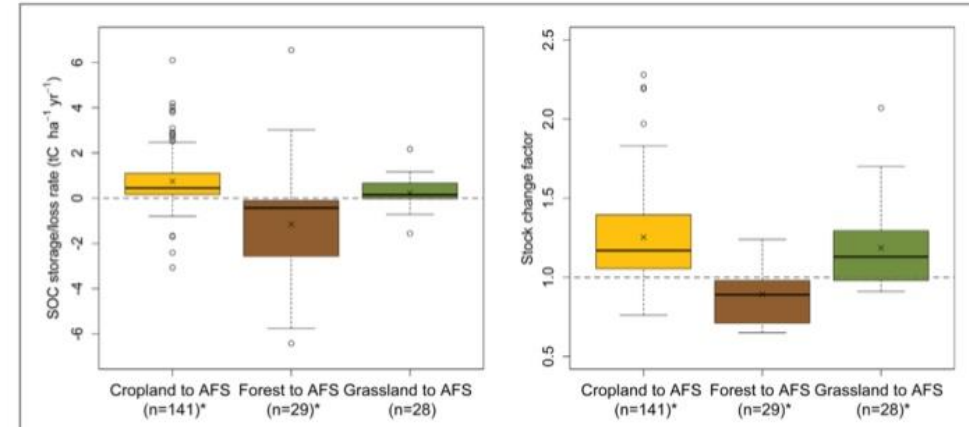 SOC storage/loss rate (tC ha⁻¹ yr⁻¹)
6
4
2
0
-2
-4
-6
Cropland to AFS
(n=141)*
Forest to AFS
(n=29)*
Grassland to AFS
(n=28)
Stock change factor
2.5
2.0
1.5
1.0
0.5
Cropland to AFS
(n=141)*
Forest to AFS
(n=29)*
Grassland to AFS
(n=28)*